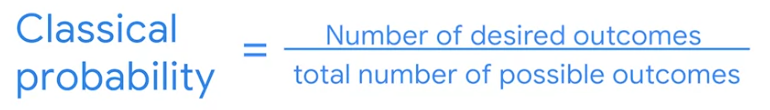 Classical
probability
=
Number of desired outcomes
total number of possible outcomes